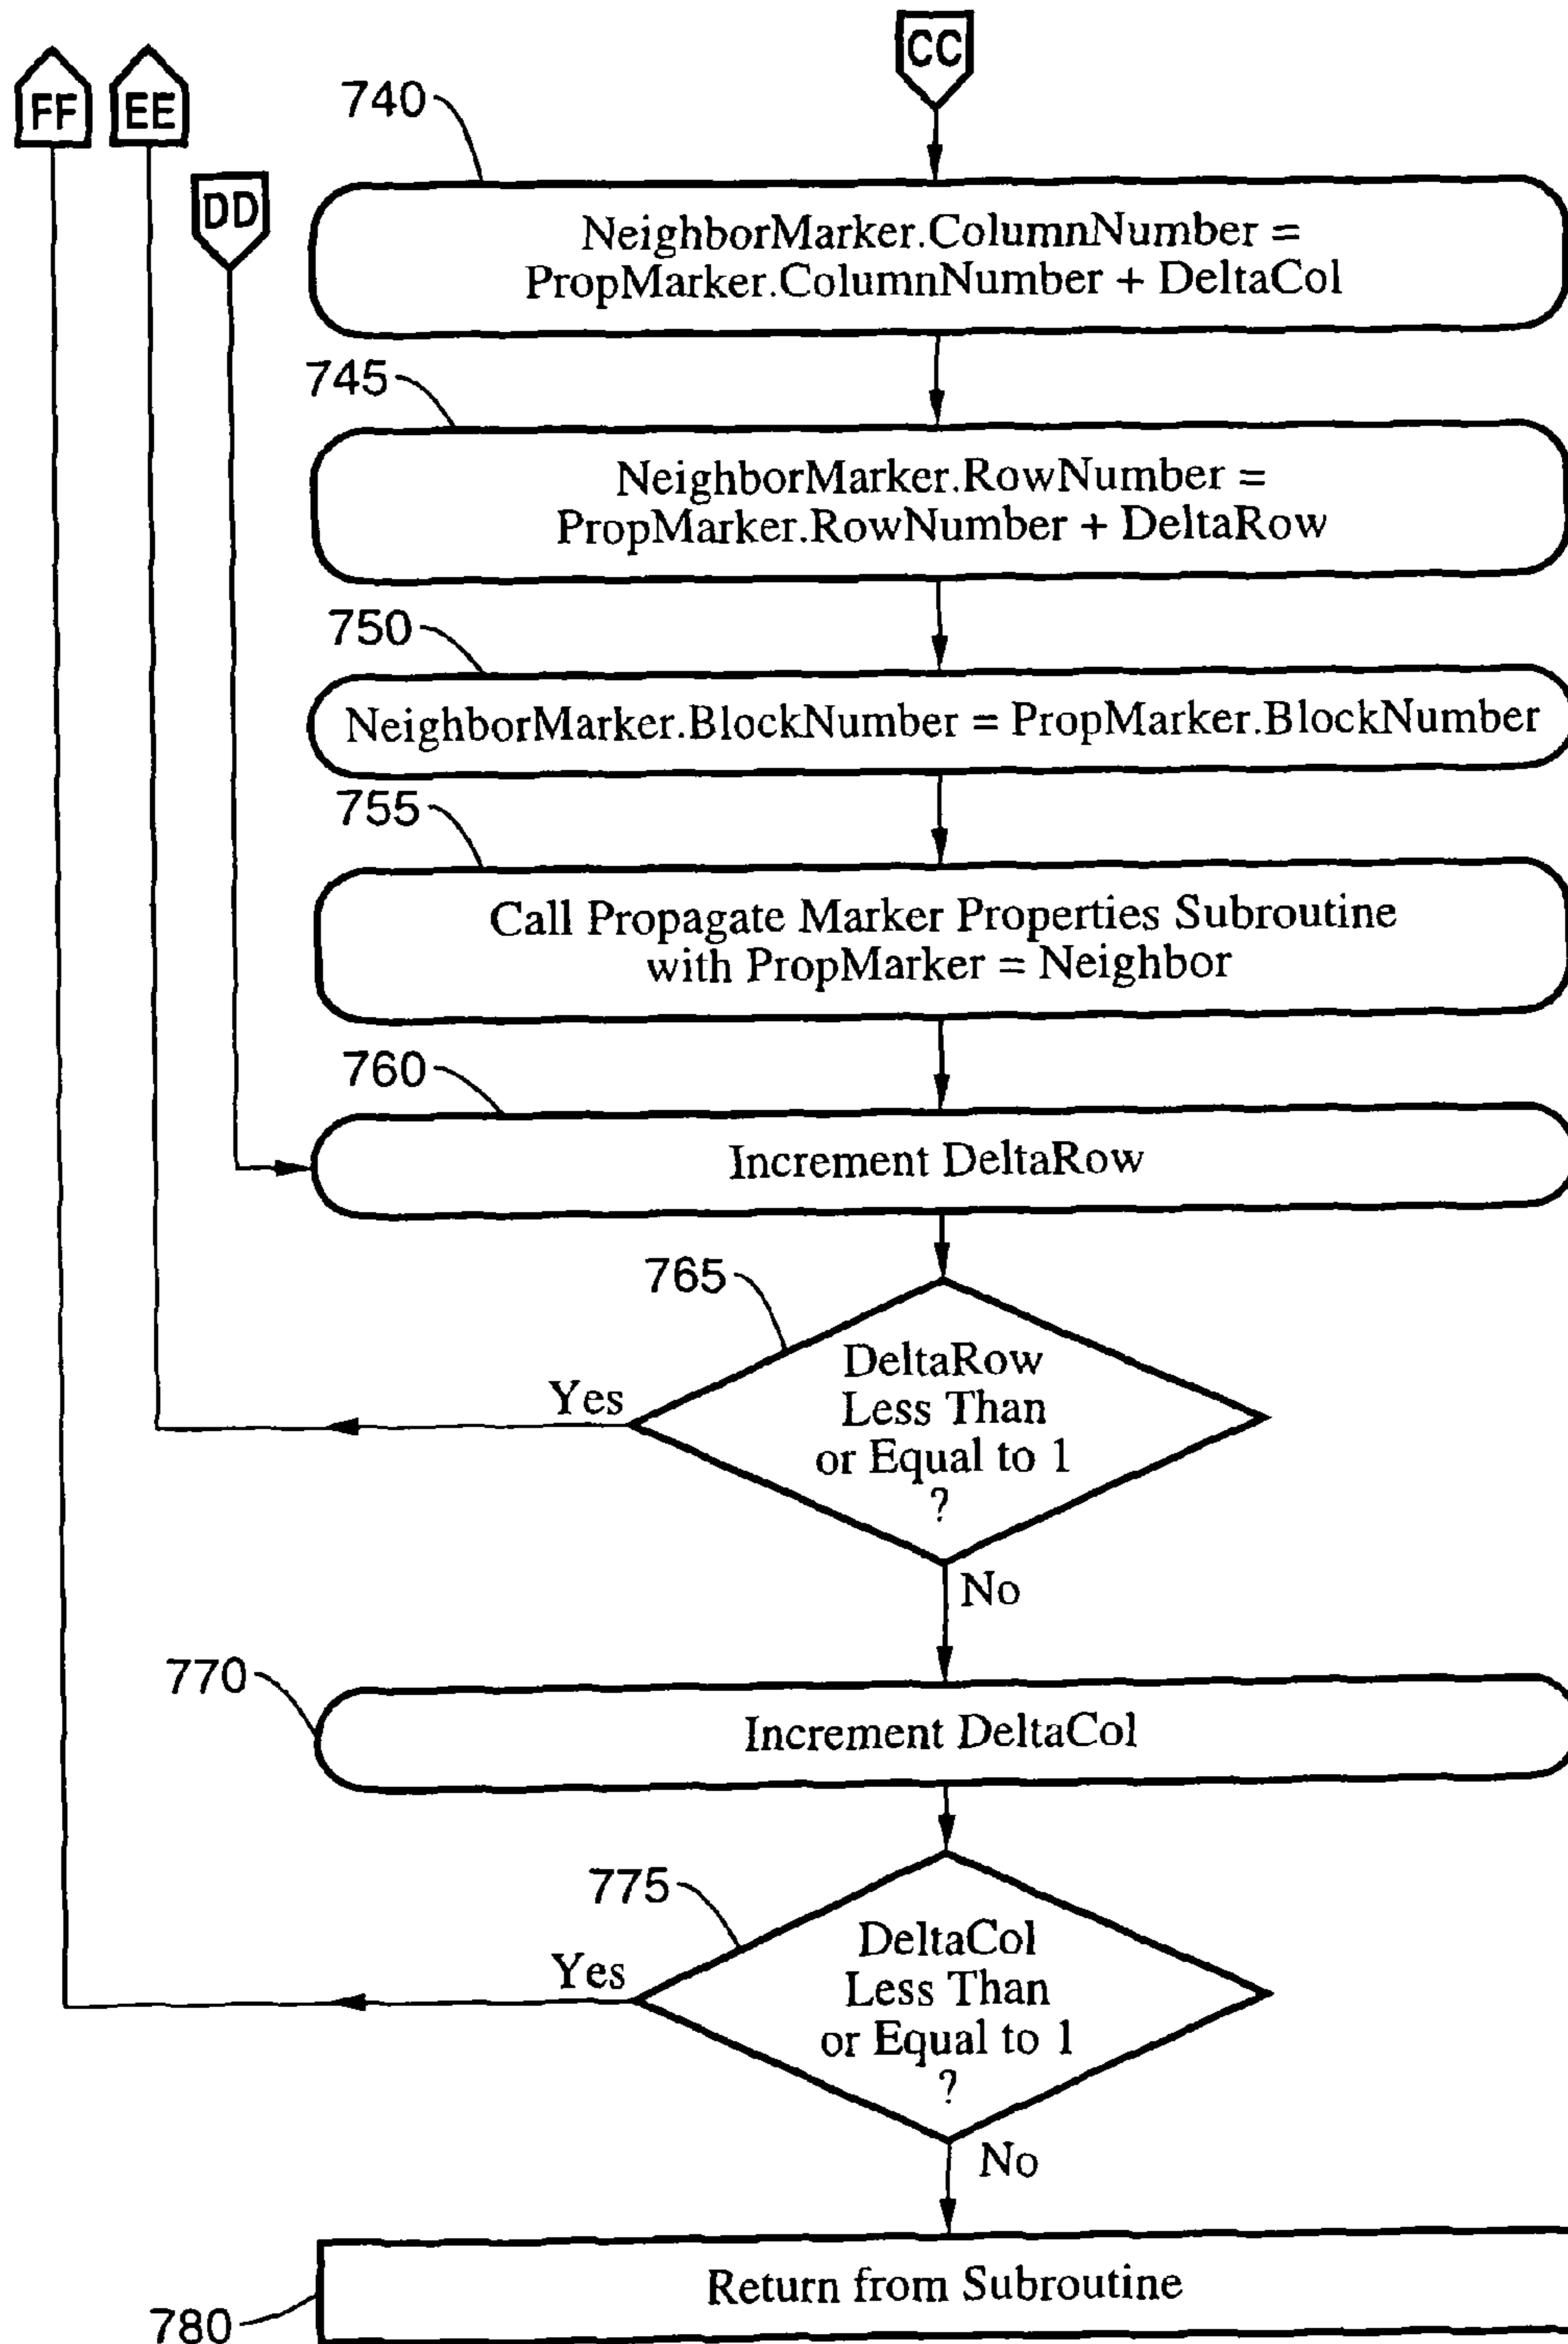 CC
FF
EE
740
DD
NeighborMarker.ColumnNumber =
PropMarker.ColumnNumber + DeltaCol
745
NeighborMarker.RowNumber =
PropMarker.RowNumber + DeltaRow
750
NeighborMarker.BlockNumber = PropMarker.BlockNumber
755
Call Propagate Marker Properties Subroutine
with PropMarker = Neighbor
760
Increment DeltaRow
765
DeltaRow
Less Than
or Equal to 1
?
Yes
No
770
Increment DeltaCol
775
DeltaCol
Less Than
or Equal to 1
?
Yes
No
Return from Subroutine
780